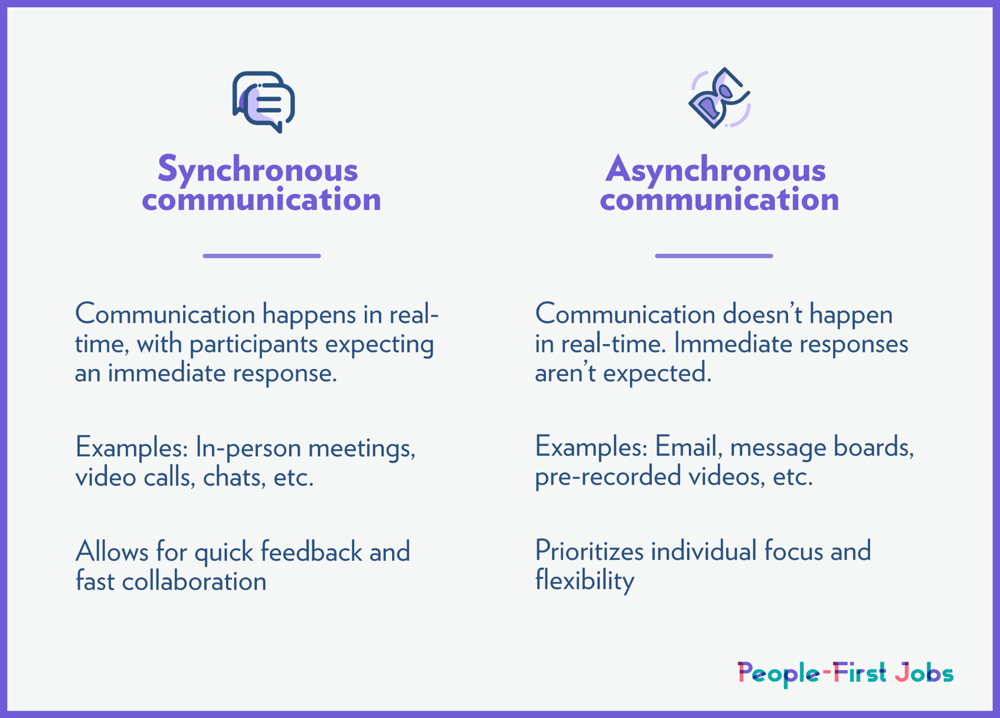 Synchronous
communication
Communication happens in real-
time, with participants expecting
an immediate response.
Examples: In-person meetings,
video calls, chats, etc.
Allows for quick feedback and
fast collaboration
Asynchronous
communication
Communication doesn’t happen
in real-time. Immediate responses
aren’t expected.
Examples: Email, message boards,
pre-recorded videos, etc.
Prioritizes individual focus and
flexibility
People-First Jobs